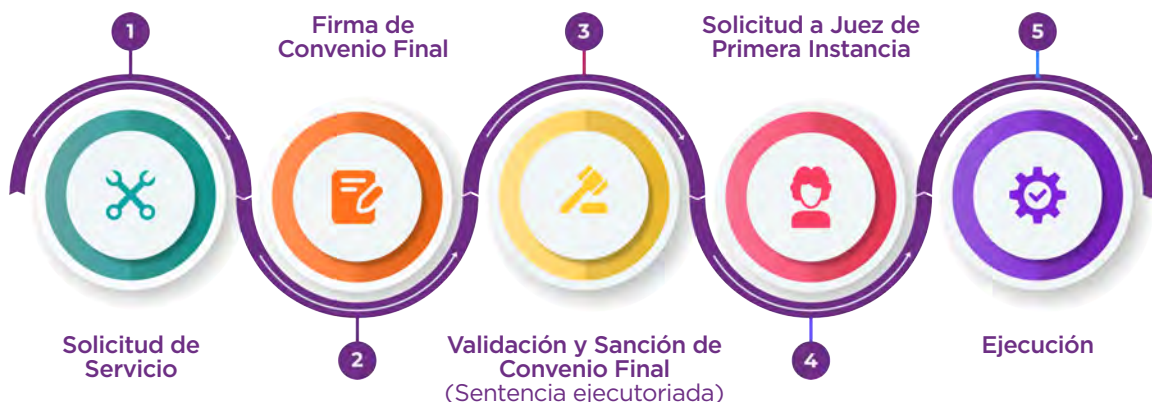 1
Solicitud de
Servicio
Firma de
Convenio Final
2
3
Validación y Sanción de
Convenio Final
(Sentencia ejecutoriada)
Solicitud a Juez de
Primera Instancia
4
5
Ejecución